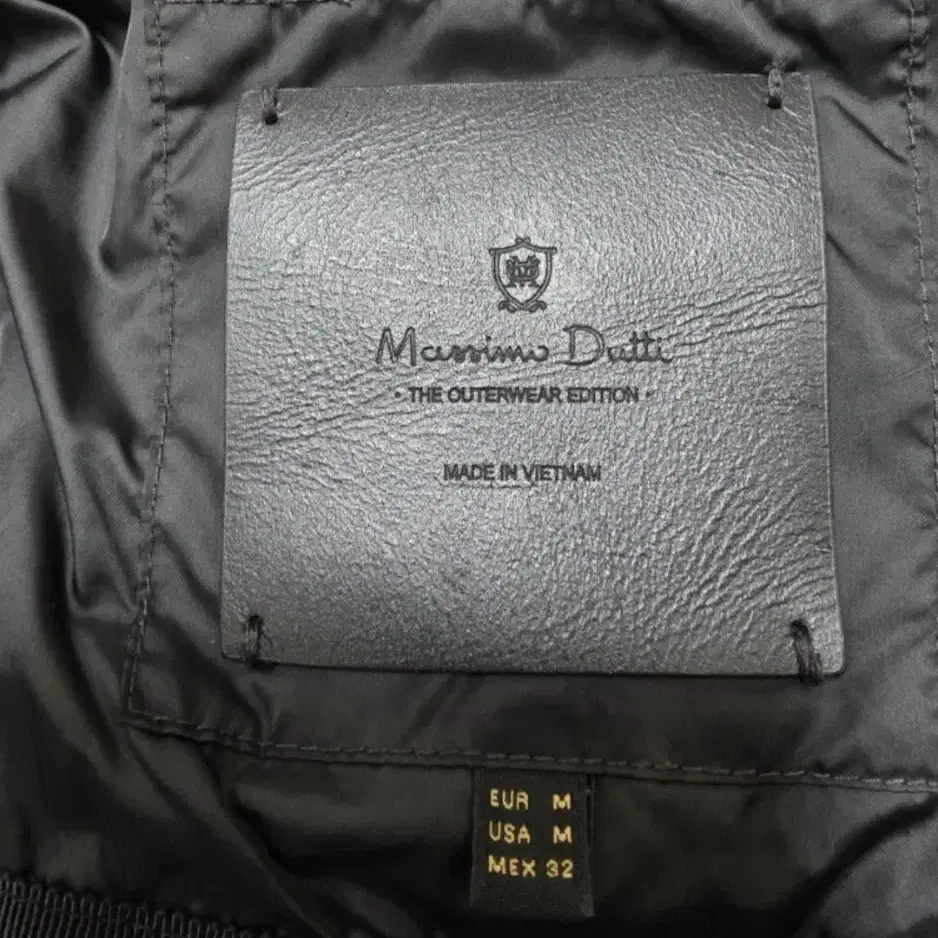 Massimo Dutti
· THE OUTERWEAR EDITION ·
MADE IN VIETNAM
EUR M
USA M
MEX 32